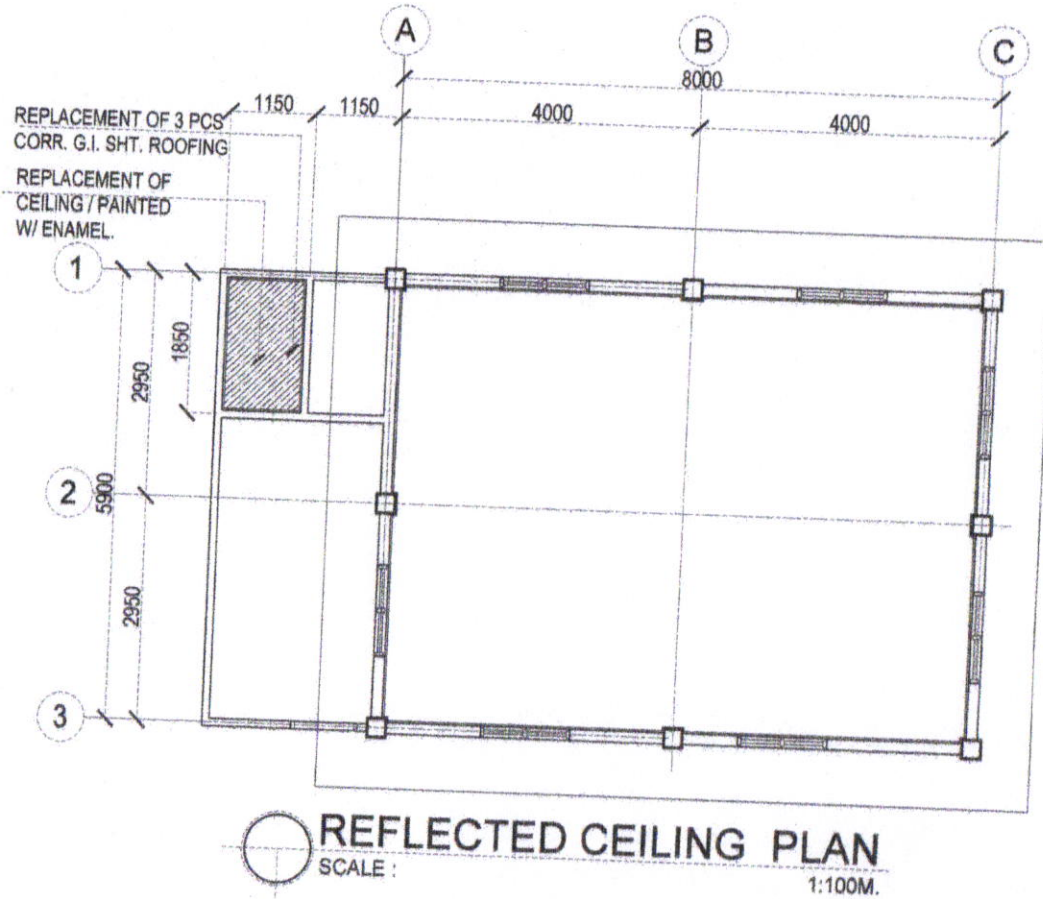 A
B
C
8000
1150
1150
4000
4000
REPLACEMENT OF 3 PCS
CORR. G.I. SHT. ROOFING
REPLACEMENT OF
CEILING / PAINTED
W/ ENAMEL.
1
1850
2950
2
5900
2950
3
REFLECTED CEILING PLAN
SCALE :
1:100M.